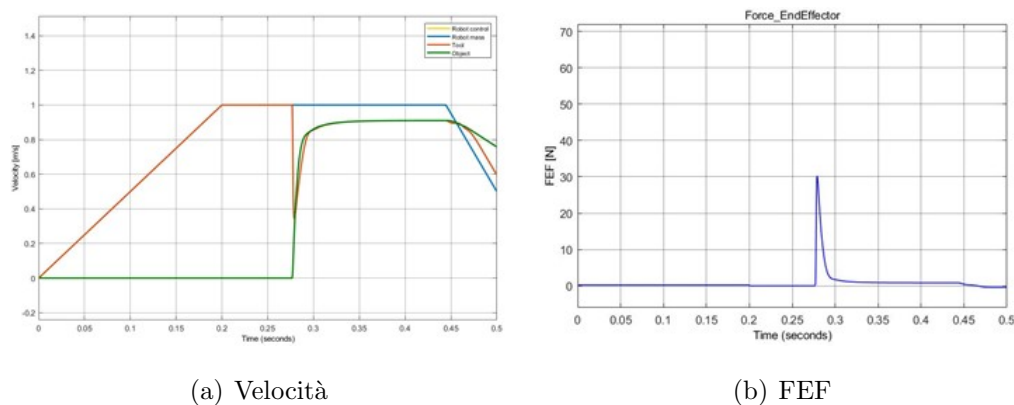 Force_EndEffector
Robot control
Robot mass
Tool
Object
Velocity [m/s]
1.4
1.2
1
0.8
0.6
0.4
0.2
0
-0.2
0 0.05 0.1 0.15 0.2 0.25 0.3 0.35 0.4 0.45 0.5
Time (seconds)
FEF [N]
70
60
50
40
30
20
10
0
0 0.05 0.1 0.15 0.2 0.25 0.3 0.35 0.4 0.45 0.5
Time (seconds)
(a) Velocità
(b) FEF